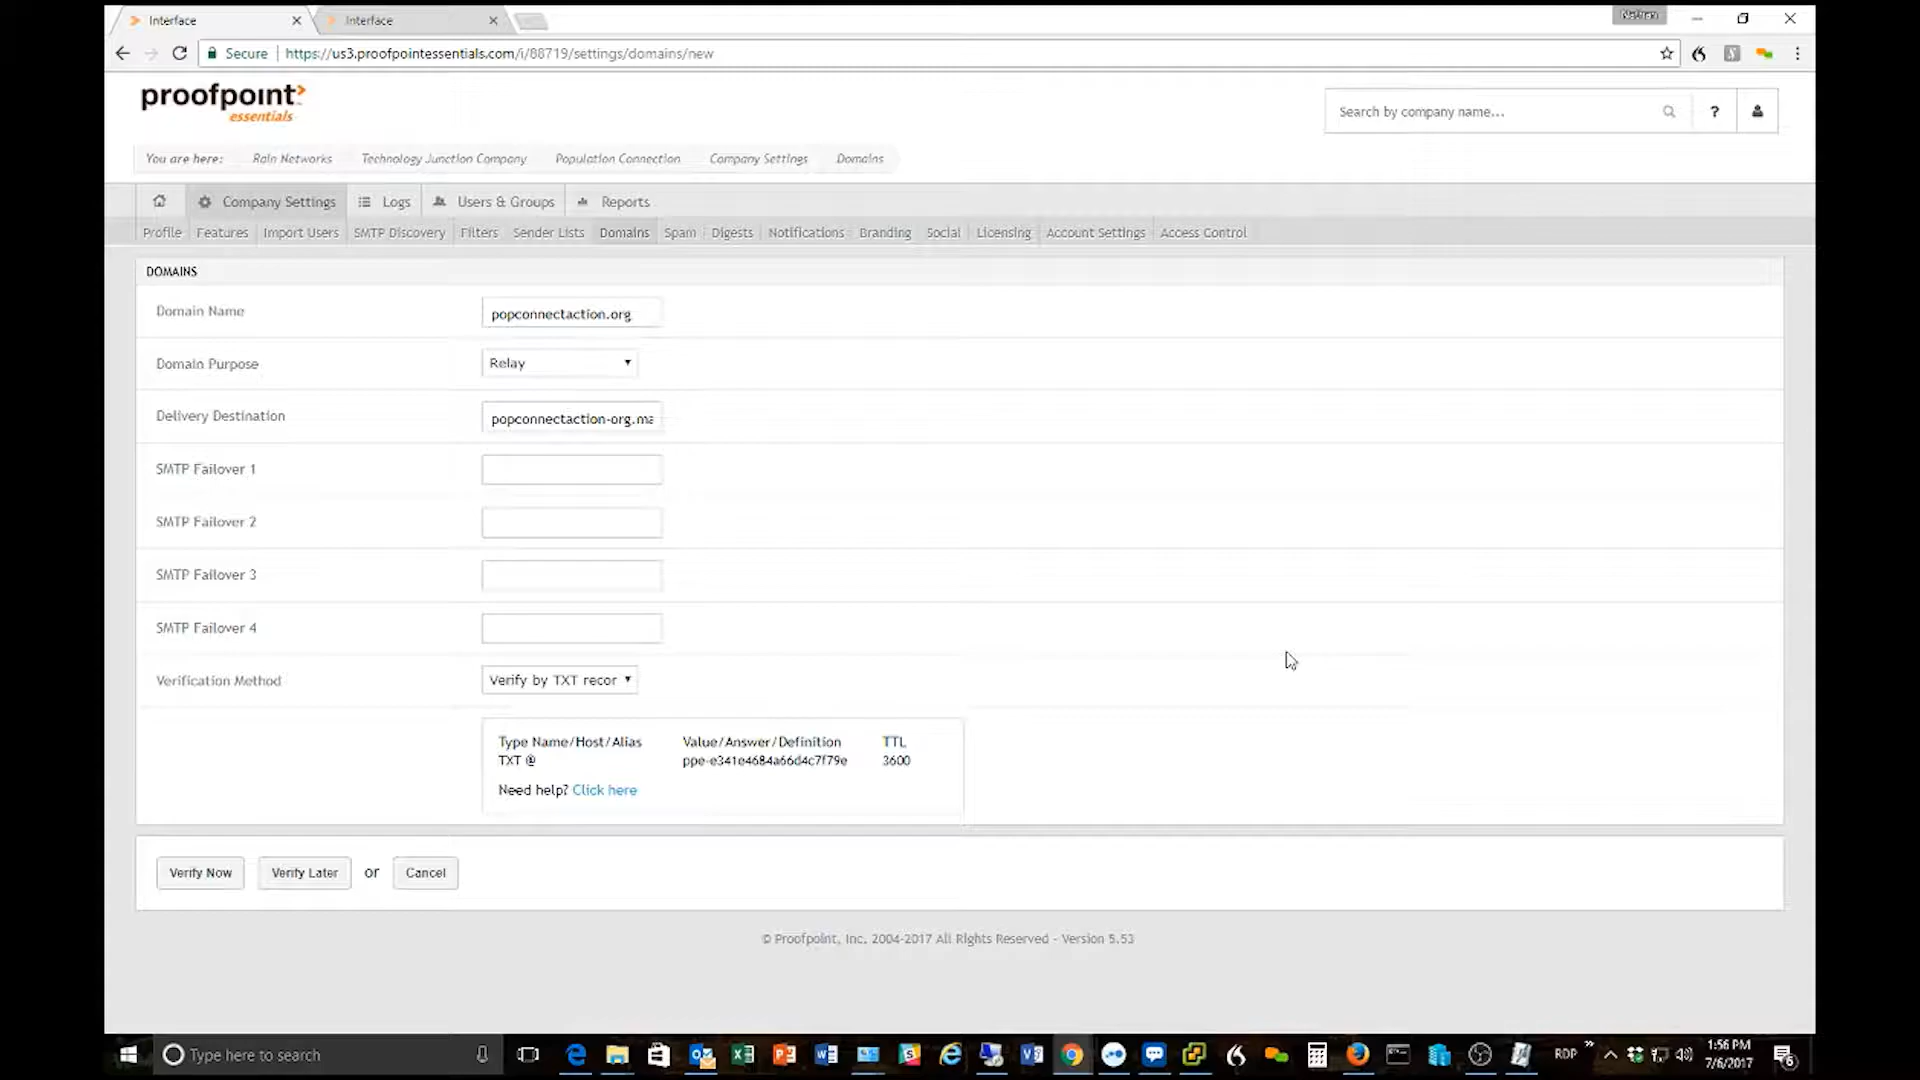 Interface
Interface
Nathan
Secure
https://us3.proofpointessentials.com/i/88719/settings/domains/new
proofpoint
essentials
Search by company name...
?
You are here: Rain Networks Technology Junction Company Population Connection Company Settings Domains
Company Settings Logs Users & Groups Reports
Profile Features Import Users SMTP Discovery Filters Sender Lists Domains Spam Digests Notifications Branding Social Licensing Account Settings Access Control
DOMAINS
Domain Name popconnectaction.org
Domain Purpose Relay
Delivery Destination popconnectaction-org.ma
SMTP Failover 1
SMTP Failover 2
SMTP Failover 3
SMTP Failover 4
Verification Method Verify by TXT recor
Type Name/Host/Alias Value/Answer/Definition TTL
TXT @ ppe-e341e4684a66d4c7f79e 3600
Need help? Click here
Verify Now Verify Later or Cancel
© Proofpoint, Inc. 2004-2017 All Rights Reserved - Version 5.53
Type here to search
RDP
1:56 PM
7/6/2017